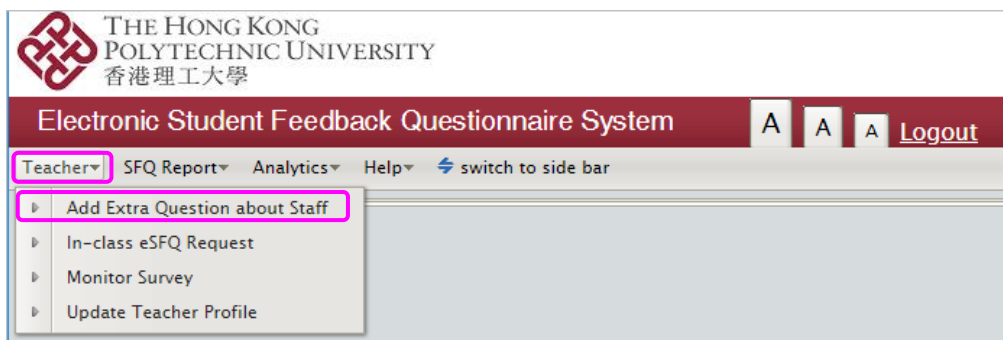 THE HONG KONG
POLYTECHNIC UNIVERSITY
香港理工大學
Electronic Student Feedback Questionnaire System A A A Logout
Teacher SFQ Report Analytics Help switch to side bar
Add Extra Question about Staff
In-class eSFQ Request
Monitor Survey
Update Teacher Profile